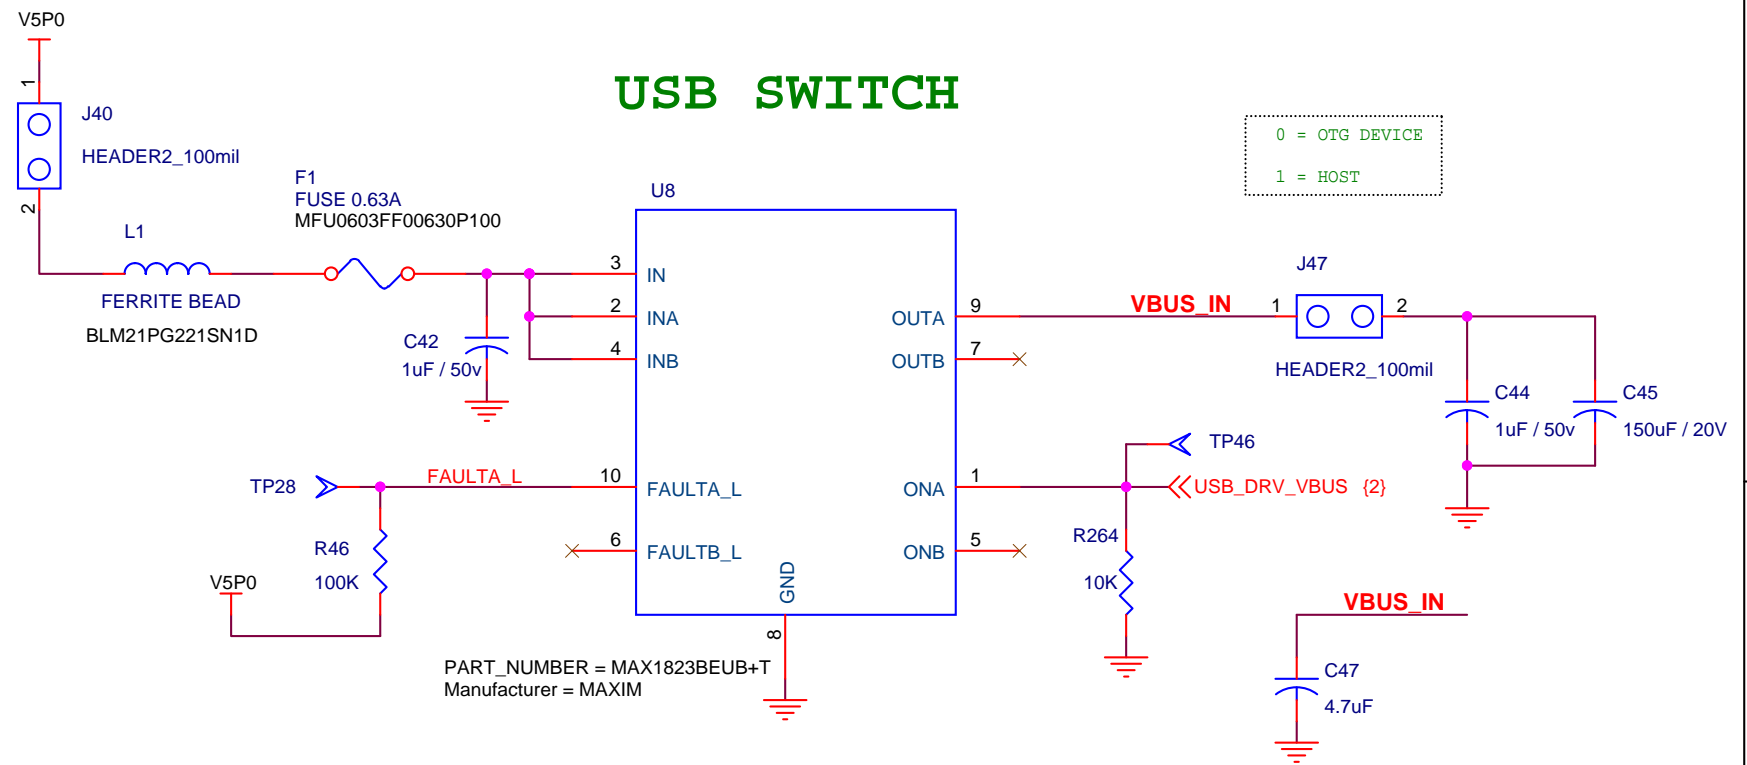 V5P0
USB SWITCH
1
J40
HEADER2_100mil
2
0 = OTG DEVICE
1 = HOST
F1
FUSE 0.63A
MFU0603FF00630P100
U8
L1
FERRITE BEAD
BLM21PG221SN1D
3
IN
2
INA
4
INB
C42
1uF / 50v
OUTA
9
VBUS_IN
OUTB
7
J47
1
2
HEADER2_100mil
C44
1uF / 50v
C45
150uF / 20V
TP28
FAULTA_L
10
FAULTA_L
6
FAULTB_L
R46
100K
V5P0
ONA
1
TP46
USB_DRV_VBUS {2}
ONB
5
R264
10K
GND
8
PART_NUMBER = MAX1823BEUB+T
Manufacturer = MAXIM
VBUS_IN
C47
4.7uF